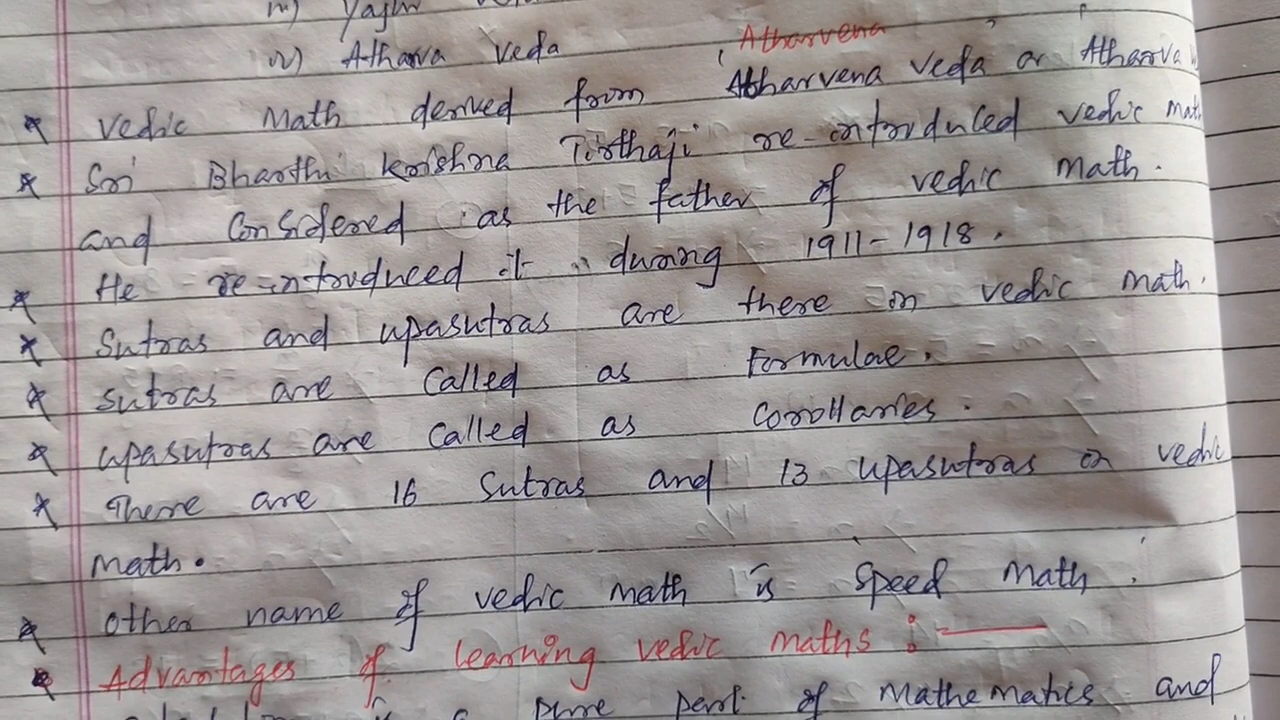 iii) Yajur
iv) Atharva Veda
Atharvena
* Vedic Math derived from Atharvena Veda or Atharva
* Sri Bharthi Krishna Tirthaji re-introduced vedic math
and Considered as the father of vedic math.
* He re-introduced it during 1911-1918.
* Sutras and upasutras are there in vedic math.
* sutras are Called as Formulae.
* upasutras are called as Corollaries.
* There are 16 Sutras and 13 upasutras in vedic
math.
* Other name of vedic math is speed math.
* Advantages of learning vedic maths :-
pure part of Mathematics and